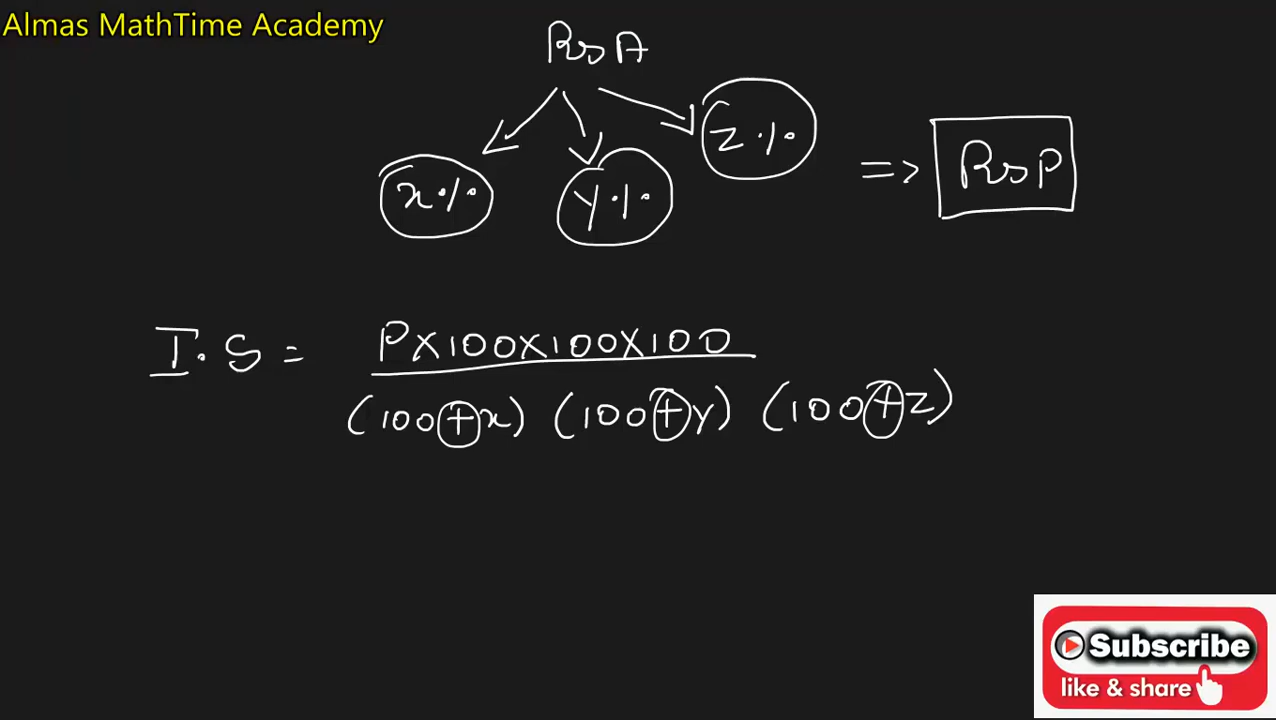 Almas MathTime Academy
Rs A
x% y% z% => Rs P
I.S = P×100×100×100
(100+x) (100+y) (100+z)
Subscribe
like & share